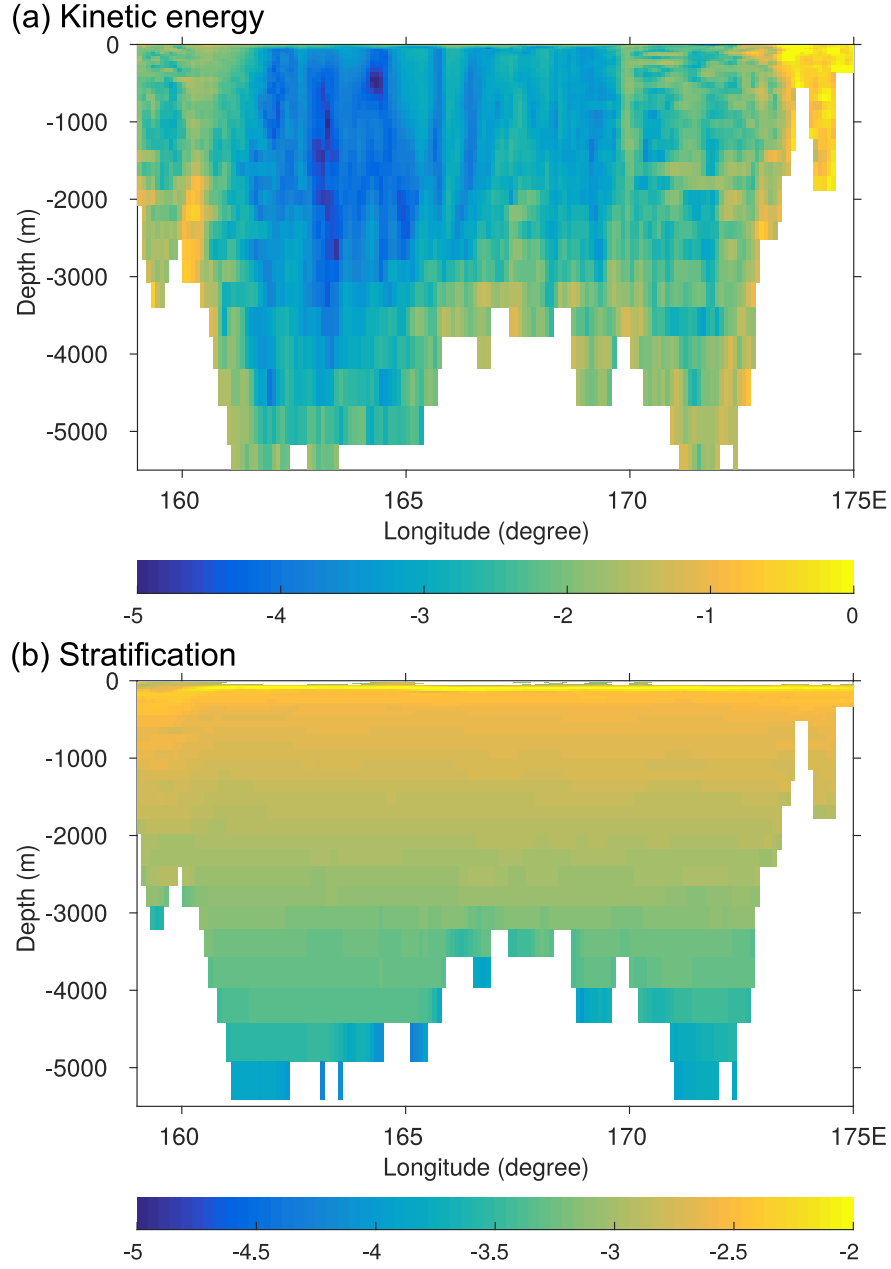 (a) Kinetic energy
0
-1000
-2000
-3000
-4000
-5000
Depth (m)
160 165 170 175E
Longitude (degree)
-5 -4 -3 -2 -1 0
(b) Stratification
0
-1000
-2000
-3000
-4000
-5000
Depth (m)
160 165 170 175E
Longitude (degree)
-5 -4.5 -4 -3.5 -3 -2.5 -2